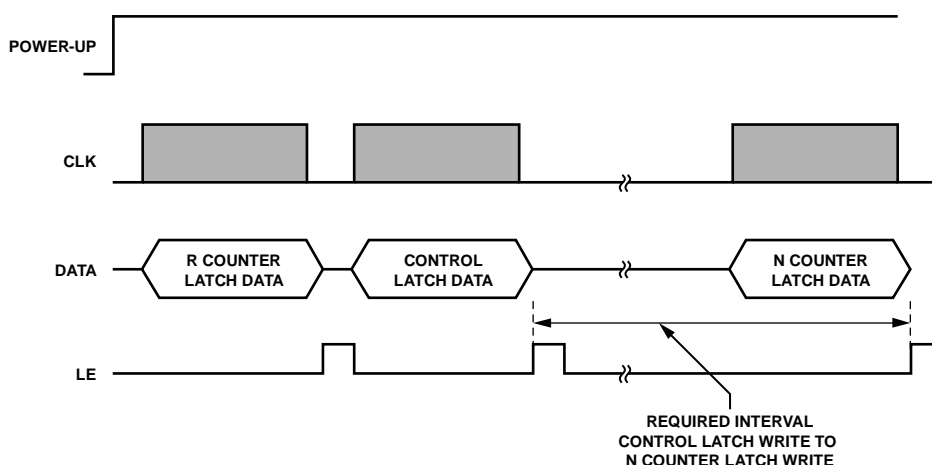 POWER-UP
CLK
DATA
R COUNTER
LATCH DATA
CONTROL
LATCH DATA
N COUNTER
LATCH DATA
LE
REQUIRED INTERVAL
CONTROL LATCH WRITE TO
N COUNTER LATCH WRITE